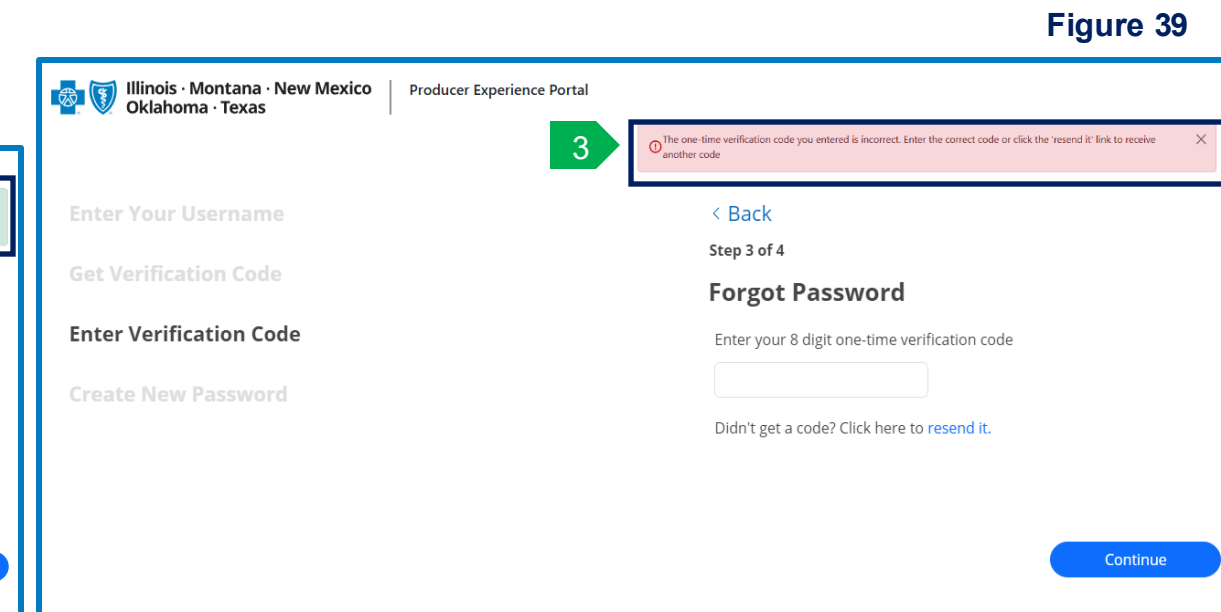 Figure 39
Illinois · Montana · New Mexico
Oklahoma · Texas
Producer Experience Portal
3
The one-time verification code you entered is incorrect. Enter the correct code or click the 'resend it' link to receive
another code
Enter Your Username
Get Verification Code
Enter Verification Code
Create New Password
< Back
Step 3 of 4
Forgot Password
Enter your 8 digit one-time verification code
Didn't get a code? Click here to resend it.
Continue